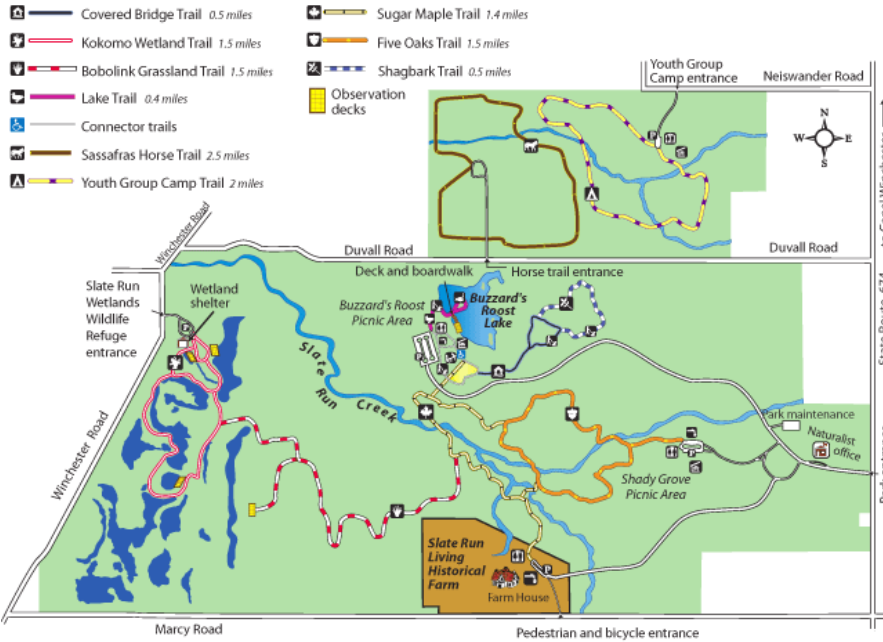 Covered Bridge Trail 0.5 miles
Kokomo Wetland Trail 1.5 miles
Bobolink Grassland Trail 1.5 miles
Lake Trail 0.4 miles
Connector trails
Sassafras Horse Trail 2.5 miles
Youth Group Camp Trail 2 miles
Sugar Maple Trail 1.4 miles
Five Oaks Trail 1.5 miles
Shagbark Trail 0.5 miles
Observation
decks
Youth Group
Camp entrance
Neiswander Road
N
W E
S
Winchester Road
Duvall Road
Duvall Road
Deck and boardwalk
Horse trail entrance
Slate Run
Wetlands
Wildlife
Refuge
entrance
Wetland
shelter
Buzzard's Roost
Picnic Area
Buzzard's
Roost
Lake
Slate Run Creek
State Route 674
Winchester Road
Park maintenance
Naturalist
office
Shady Grove
Picnic Area
P
P
P
Slate Run
Living
Historical
Farm
Farm House
Marcy Road
Pedestrian and bicycle entrance